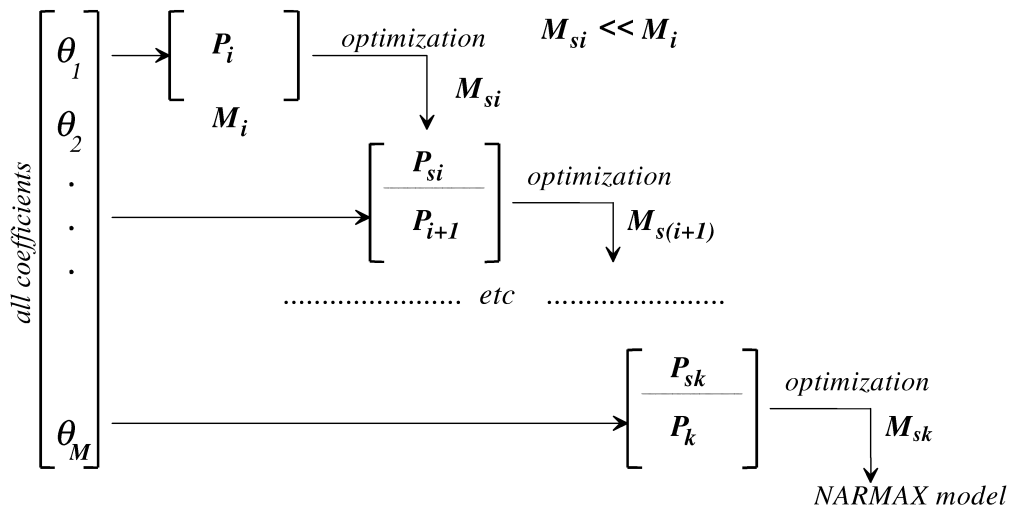 all coefficients
θ1
θ2
.
.
.
θM
Pi
Mi
optimization
Msi << Mi
Msi
Psi
Pi+1
optimization
Ms(i+1)
....................... etc .......................
Psk
Pk
optimization
Msk
NARMAX model